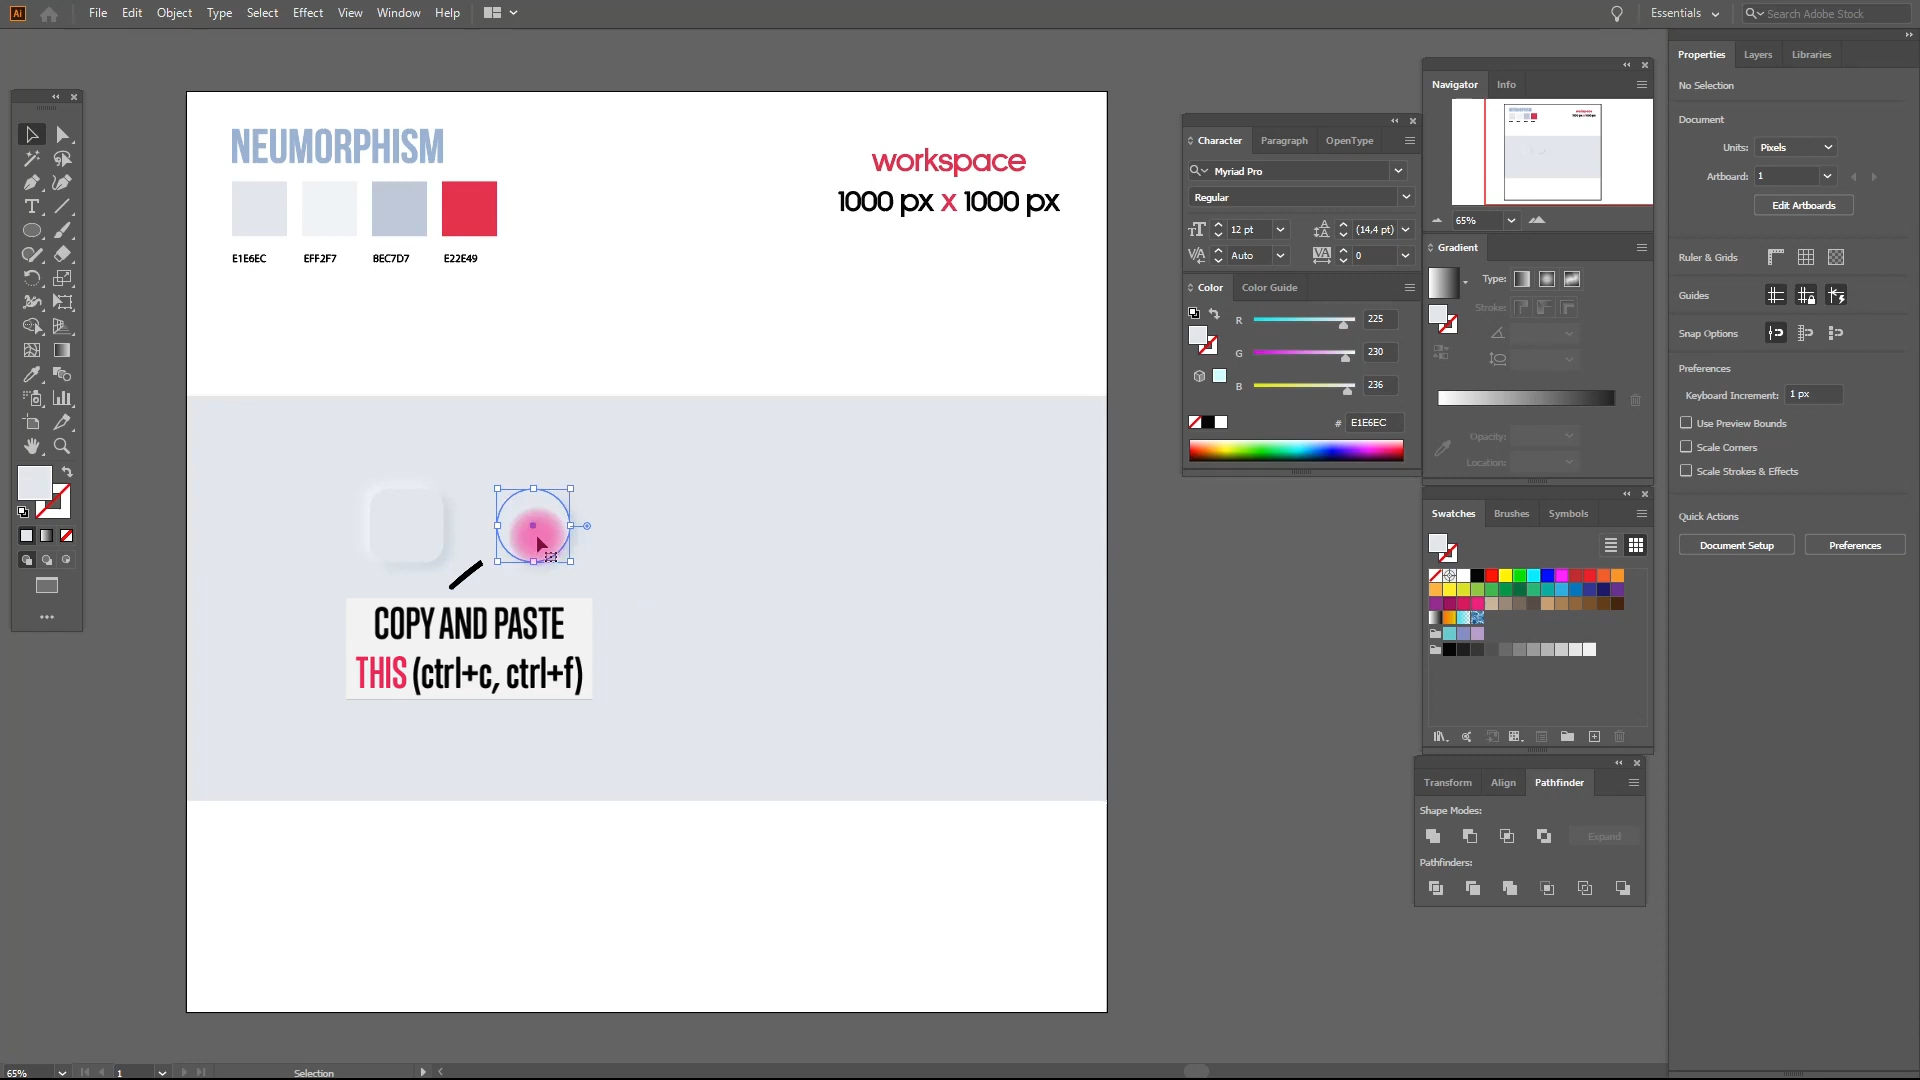 Ai File Edit Object Type Select Effect View Window Help
Essentials Search Adobe Stock
Properties Layers Libraries
No Selection
Document
Units: Pixels
Artboard: 1
Edit Artboards
Ruler & Grids
Guides
Snap Options
Preferences
Keyboard Increment: 1 px
Use Preview Bounds
Scale Corners
Scale Strokes & Effects
Quick Actions
Document Setup Preferences
Navigator Info
65%
Gradient
Type:
Stroke:
Opacity:
Location:
Swatches Brushes Symbols
Transform Align Pathfinder
Shape Modes:
Expand
Pathfinders:
Character Paragraph OpenType
Myriad Pro
Regular
12 pt (14,4 pt)
Auto 0
Color Color Guide
R 225
G 230
B 236
# E1E6EC
NEUMORPHISM
E1E6EC EFF2F7 BEC7D7 E22E49
workspace
1000 px x 1000 px
COPY AND PASTE
THIS (ctrl+c, ctrl+f)
65% 1 Selection